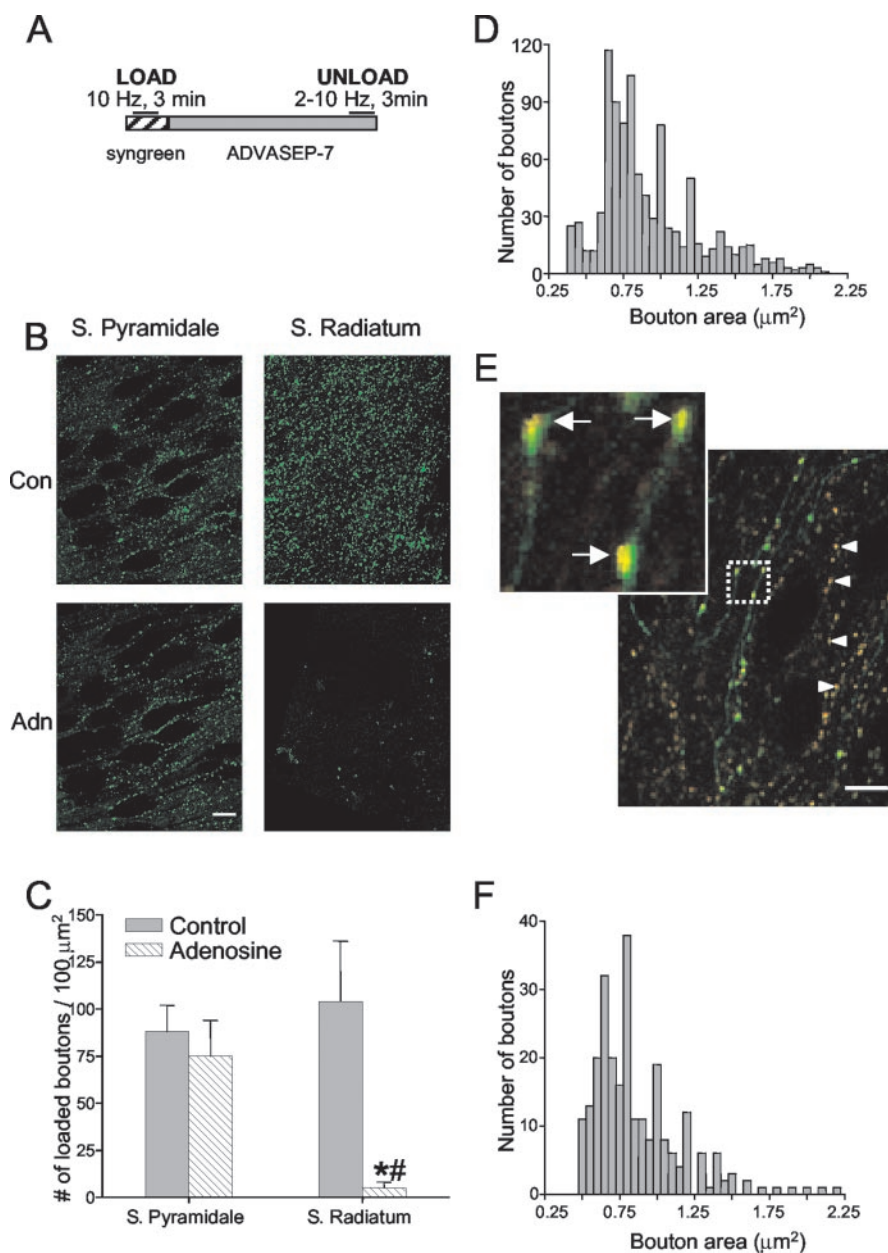 A
LOAD UNLOAD
10 Hz, 3 min 2-10 Hz, 3min
syngreen ADVASEP-7
B
S. Pyramidale S. Radiatum
Con
Adn
C
# of loaded boutons / 100 μm²
150
125
100
75
50
25
0
Control
Adenosine
*#
S. Pyramidale S. Radiatum
D
Number of boutons
120
90
60
30
0
0.25 0.75 1.25 1.75 2.25
Bouton area (μm²)
E
F
Number of boutons
40
30
20
10
0
0.25 0.75 1.25 1.75 2.25
Bouton area (μm²)